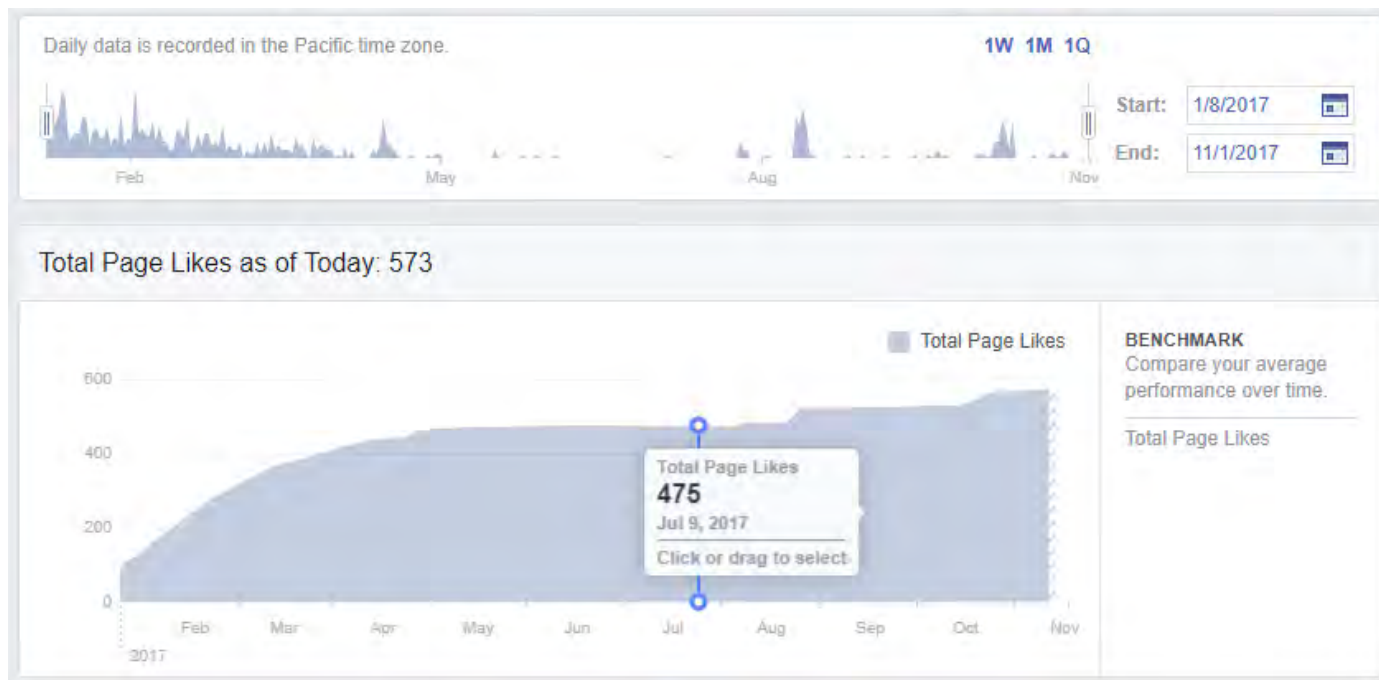 Daily data is recorded in the Pacific time zone.
1W 1M 1Q
Start: 1/8/2017
End: 11/1/2017
Feb May Aug Nov
Total Page Likes as of Today: 573
Total Page Likes
BENCHMARK
Compare your average
performance over time.
Total Page Likes
600
400
200
0
Total Page Likes
475
Jul 9, 2017
Click or drag to select
Feb Mar Apr May Jun Jul Aug Sep Oct Nov
2017